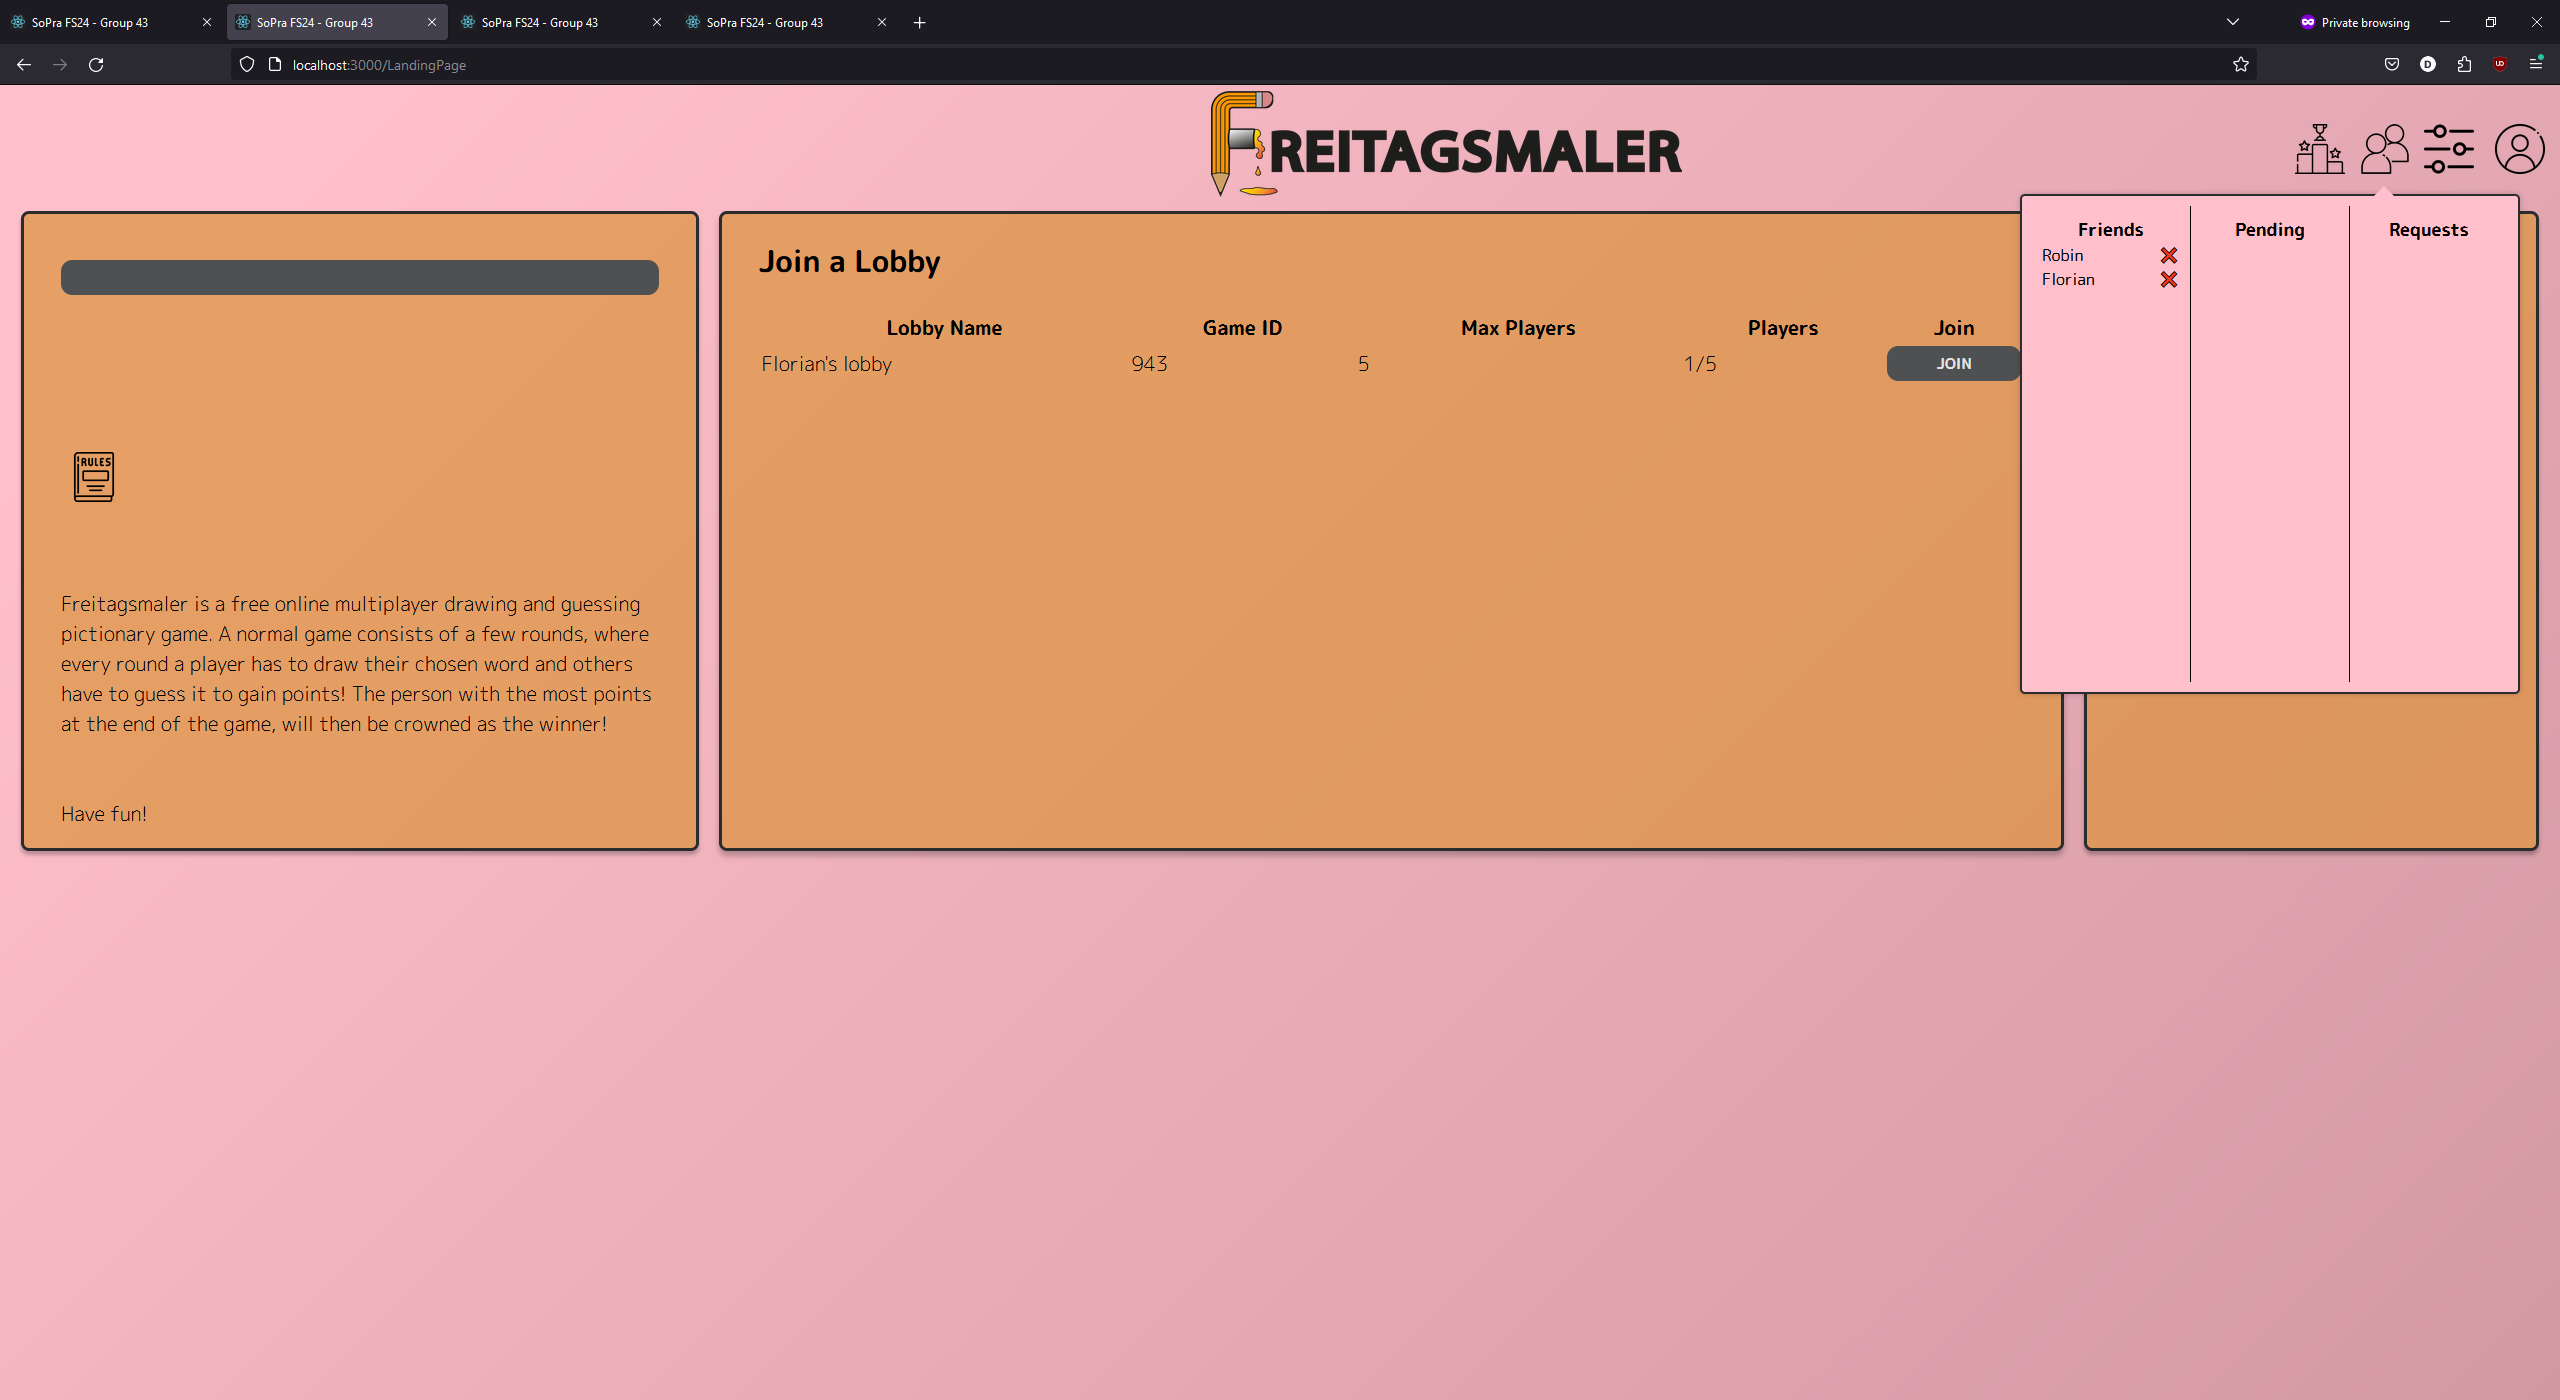 SoPra FS24 - Group 43
SoPra FS24 - Group 43
SoPra FS24 - Group 43
SoPra FS24 - Group 43
Private browsing
localhost:3000/LandingPage
FREITAGSMALER
RULES
Freitagsmaler is a free online multiplayer drawing and guessing
pictionary game. A normal game consists of a few rounds, where
every round a player has to draw their chosen word and others
have to guess it to gain points! The person with the most points
at the end of the game, will then be crowned as the winner!
Have fun!
Join a Lobby
Lobby Name Game ID Max Players Players Join
Florian's lobby 943 5 1/5 JOIN
Friends Pending Requests
Robin
Florian